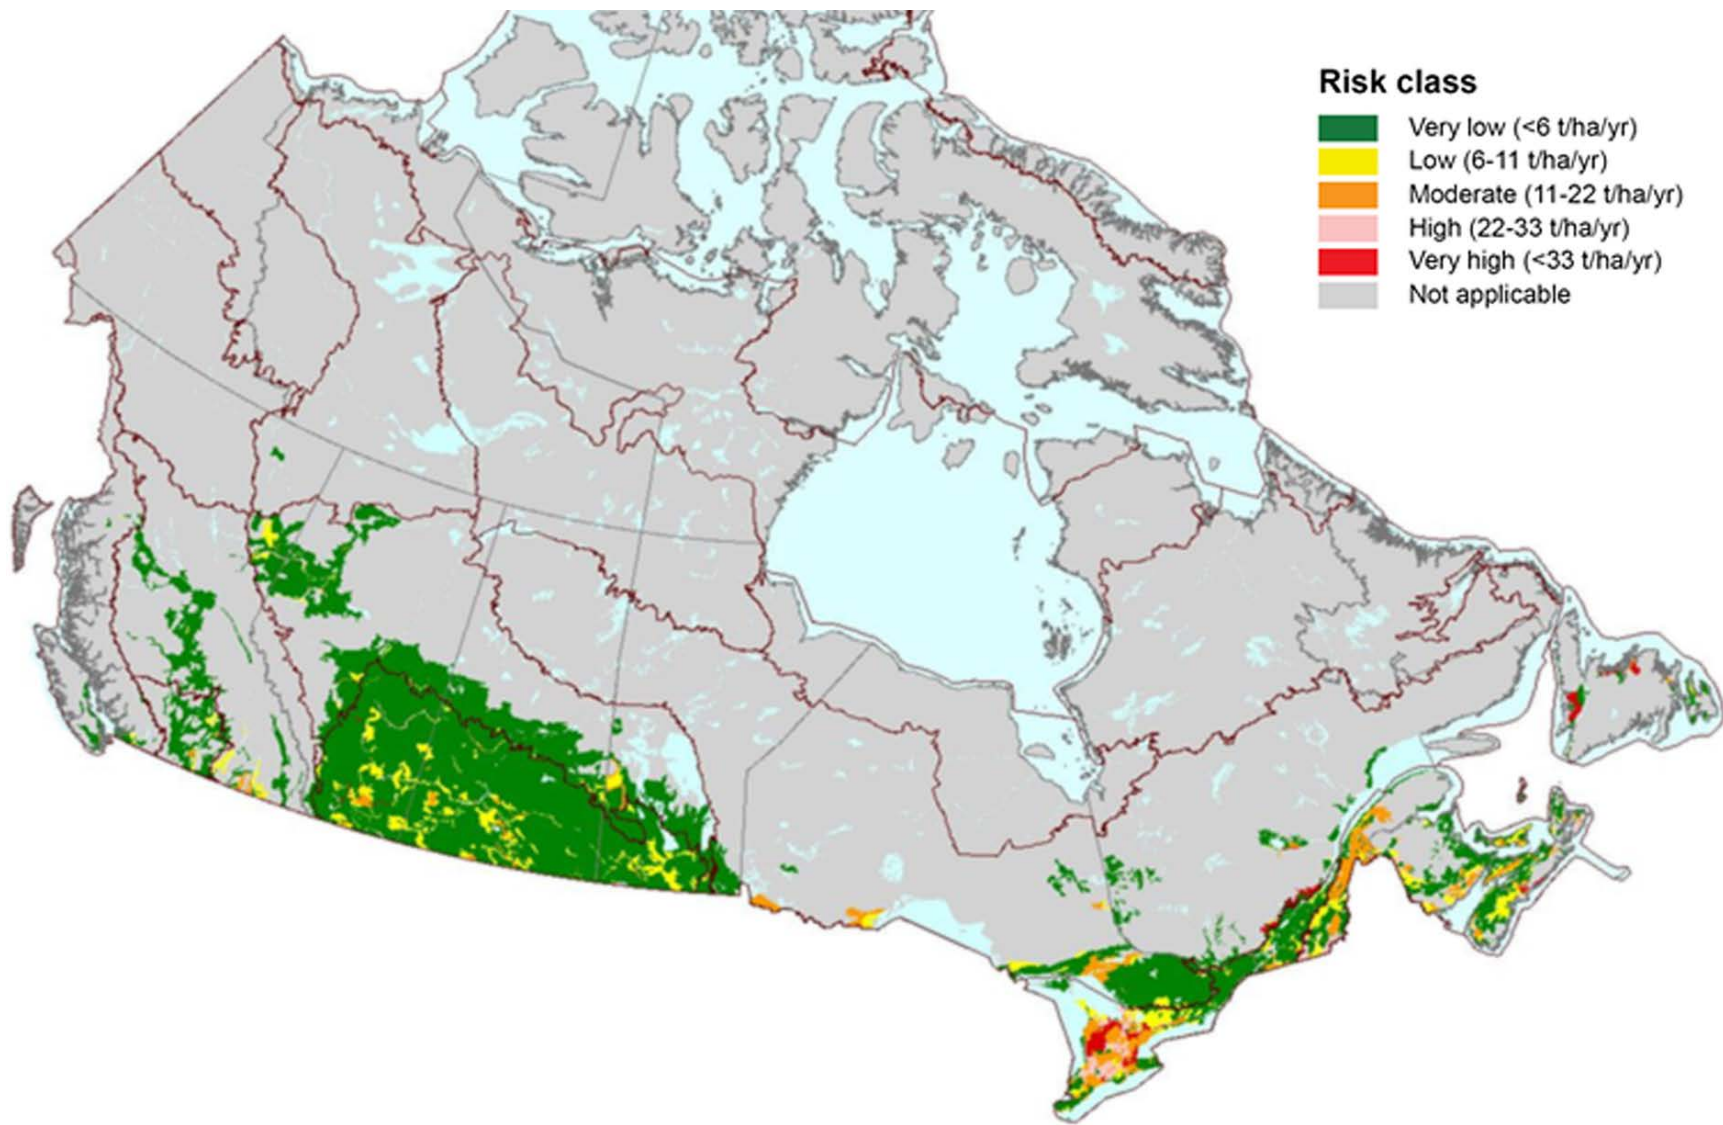 Risk class
Very low (<6 t/ha/yr)
Low (6-11 t/ha/yr)
Moderate (11-22 t/ha/yr)
High (22-33 t/ha/yr)
Very high (<33 t/ha/yr)
Not applicable